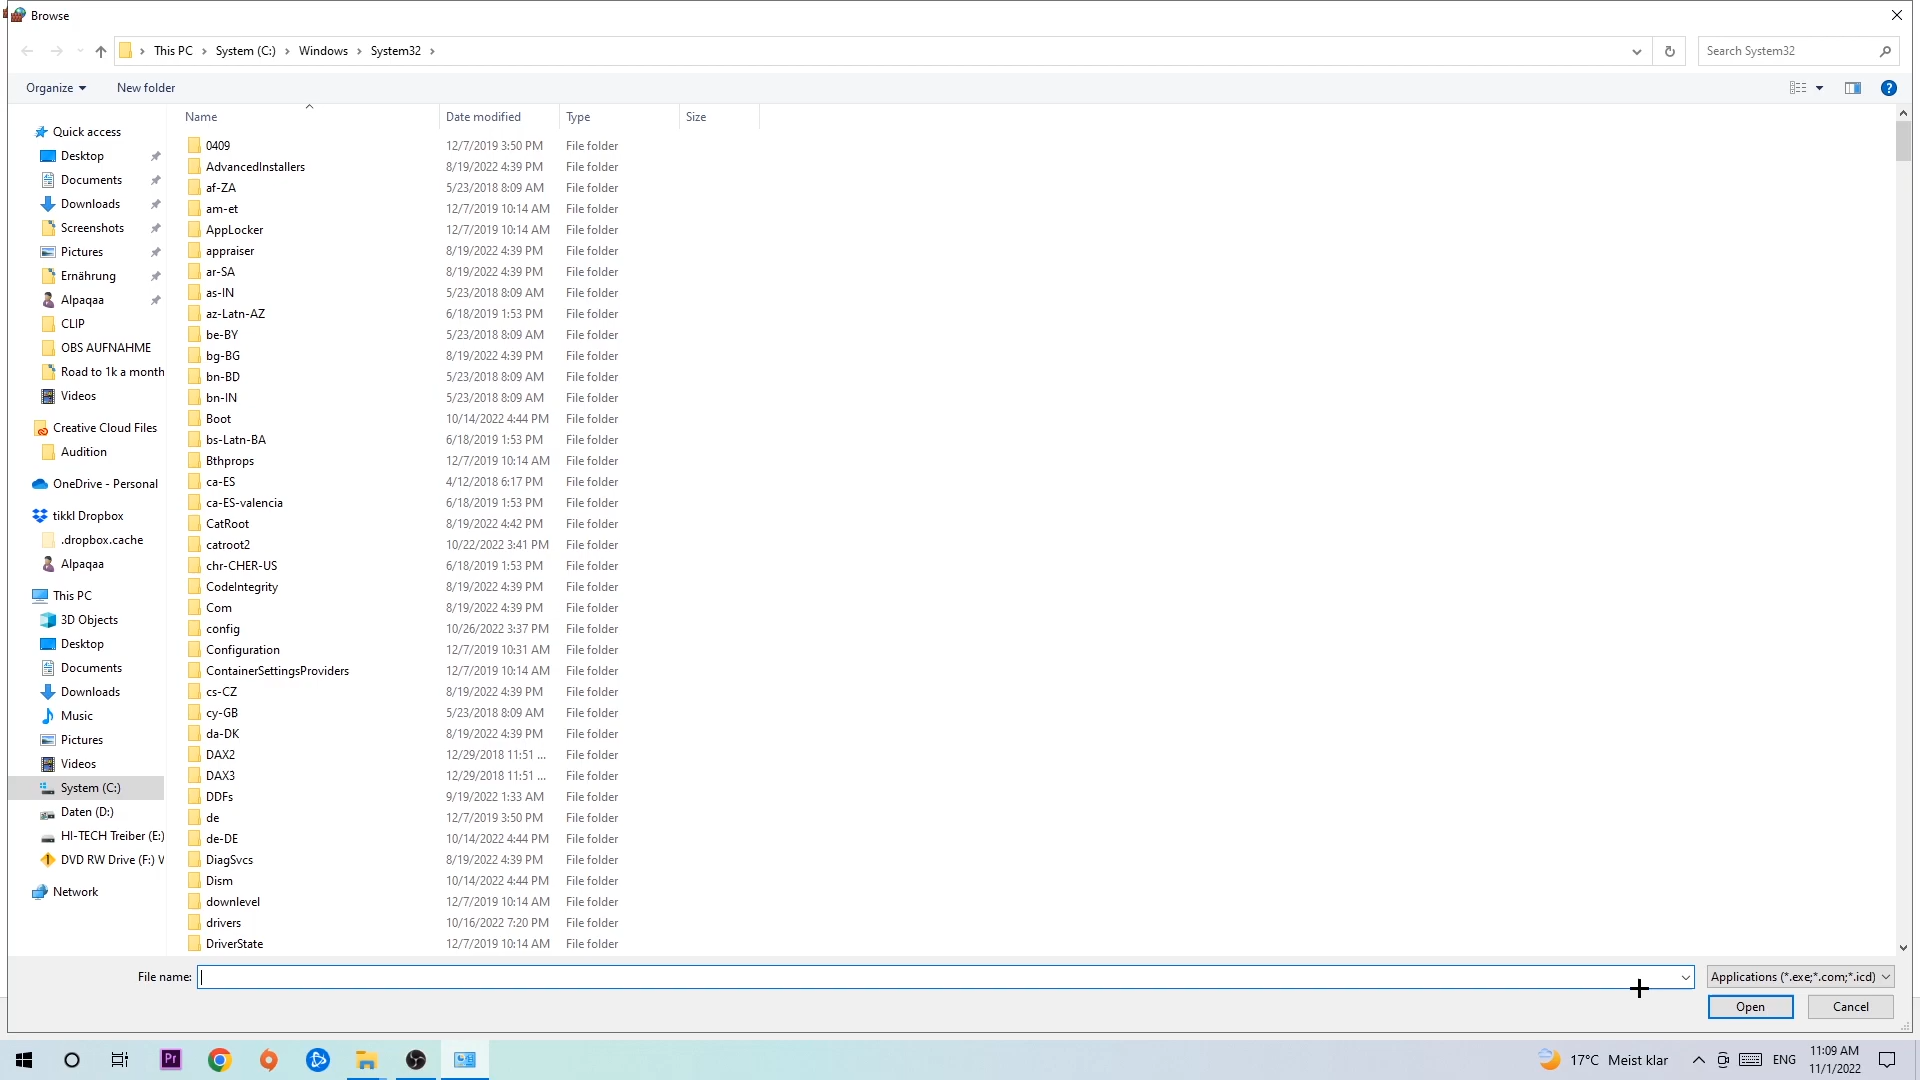 Browse
This PC
System (C:)
Windows
System32
Search System32
Organize
New folder
Name
Date modified
Type
Size
Quick access
Desktop
Documents
Downloads
Screenshots
Pictures
Ernährung
Alpaqaa
CLIP
OBS AUFNAHME
Road to 1k a month
Videos
Creative Cloud Files
Audition
OneDrive - Personal
tikkl Dropbox
.dropbox.cache
Alpaqaa
This PC
3D Objects
Desktop
Documents
Downloads
Music
Pictures
Videos
System (C:)
Daten (D:)
HI-TECH Treiber (E:)
DVD RW Drive (F:) V
Network
0409 12/7/2019 3:50 PM File folder
AdvancedInstallers 8/19/2022 4:39 PM File folder
af-ZA 5/23/2018 8:09 AM File folder
am-et 12/7/2019 10:14 AM File folder
AppLocker 12/7/2019 10:14 AM File folder
appraiser 8/19/2022 4:39 PM File folder
ar-SA 8/19/2022 4:39 PM File folder
as-IN 5/23/2018 8:09 AM File folder
az-Latn-AZ 6/18/2019 1:53 PM File folder
be-BY 5/23/2018 8:09 AM File folder
bg-BG 8/19/2022 4:39 PM File folder
bn-BD 5/23/2018 8:09 AM File folder
bn-IN 5/23/2018 8:09 AM File folder
Boot 10/14/2022 4:44 PM File folder
bs-Latn-BA 6/18/2019 1:53 PM File folder
Bthprops 12/7/2019 10:14 AM File folder
ca-ES 4/12/2018 6:17 PM File folder
ca-ES-valencia 6/18/2019 1:53 PM File folder
CatRoot 8/19/2022 4:42 PM File folder
catroot2 10/22/2022 3:41 PM File folder
chr-CHER-US 6/18/2019 1:53 PM File folder
CodeIntegrity 8/19/2022 4:39 PM File folder
Com 8/19/2022 4:39 PM File folder
config 10/26/2022 3:37 PM File folder
Configuration 12/7/2019 10:31 AM File folder
ContainerSettingsProviders 12/7/2019 10:14 AM File folder
cs-CZ 8/19/2022 4:39 PM File folder
cy-GB 5/23/2018 8:09 AM File folder
da-DK 8/19/2022 4:39 PM File folder
DAX2 12/29/2018 11:51 ... File folder
DAX3 12/29/2018 11:51 ... File folder
DDFs 9/19/2022 1:33 AM File folder
de 12/7/2019 3:50 PM File folder
de-DE 10/14/2022 4:44 PM File folder
DiagSvcs 8/19/2022 4:39 PM File folder
Dism 10/14/2022 4:44 PM File folder
downlevel 12/7/2019 10:14 AM File folder
drivers 10/16/2022 7:20 PM File folder
DriverState 12/7/2019 10:14 AM File folder
File name:
Applications (*.exe;*.com;*.icd)
Open
Cancel
Pr
17°C Meist klar
ENG
11:09 AM
11/1/2022